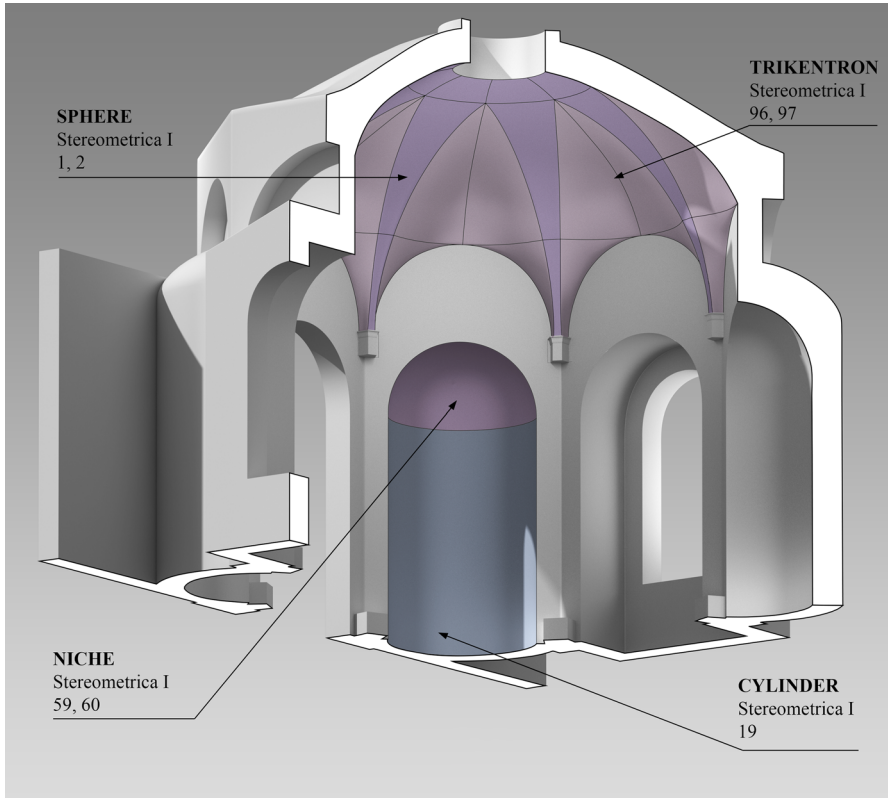 SPHERE
Stereometrica I
1, 2
TRIKENTRON
Stereometrica I
96, 97
NICHE
Stereometrica I
59, 60
CYLINDER
Stereometrica I
19